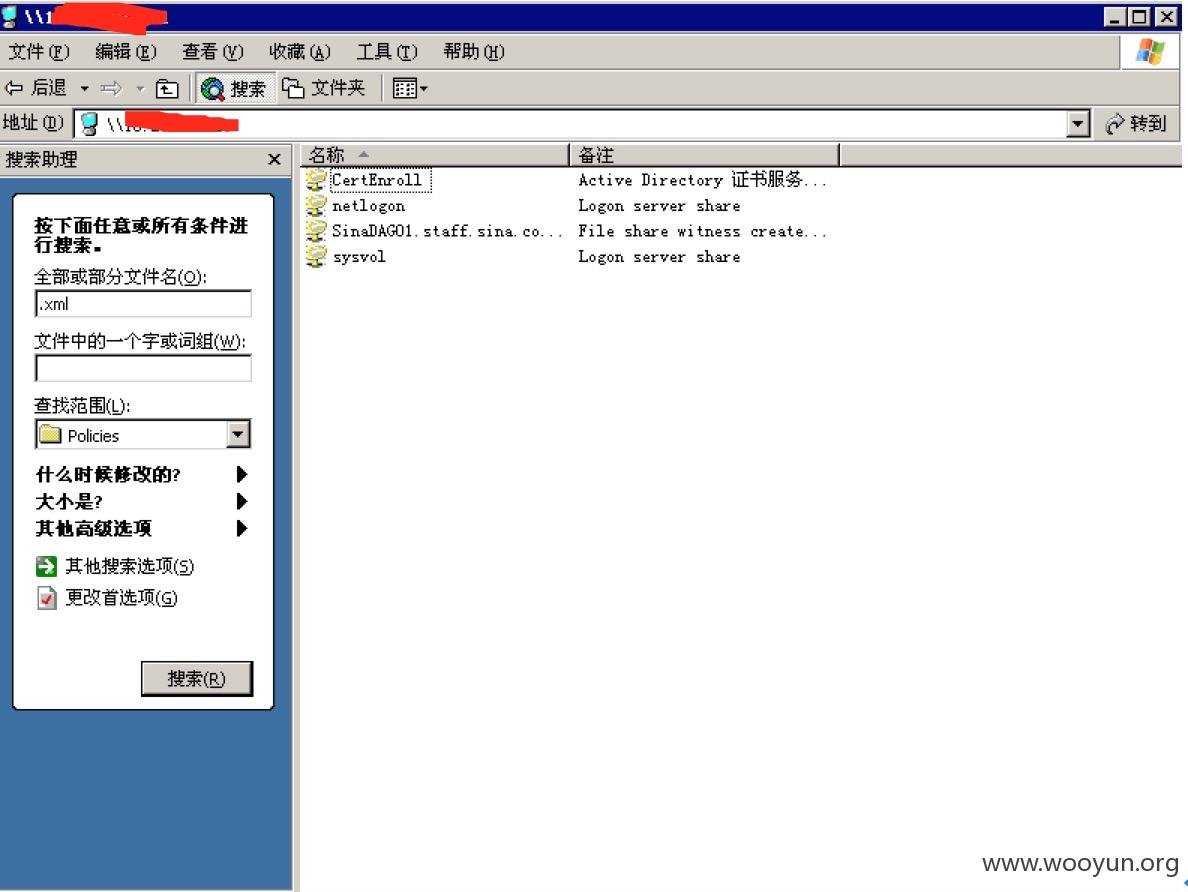 文件(F) 编辑(E) 查看(V) 收藏(A) 工具(T) 帮助(H)
后退 搜索 文件夹
地址(D) 转到
搜索助理
名称 备注
CertEnroll Active Directory 证书服务...
netlogon Logon server share
SinaDAG01.staff.sina.co... File share witness create...
sysvol Logon server share
按下面任意或所有条件进
行搜索。
全部或部分文件名(O):
.xml
文件中的一个字或词组(W):
查找范围(L):
Policies
什么时候修改的?
大小是?
其他高级选项
其他搜索选项(S)
更改首选项(G)
搜索(R)
www.wooyun.org